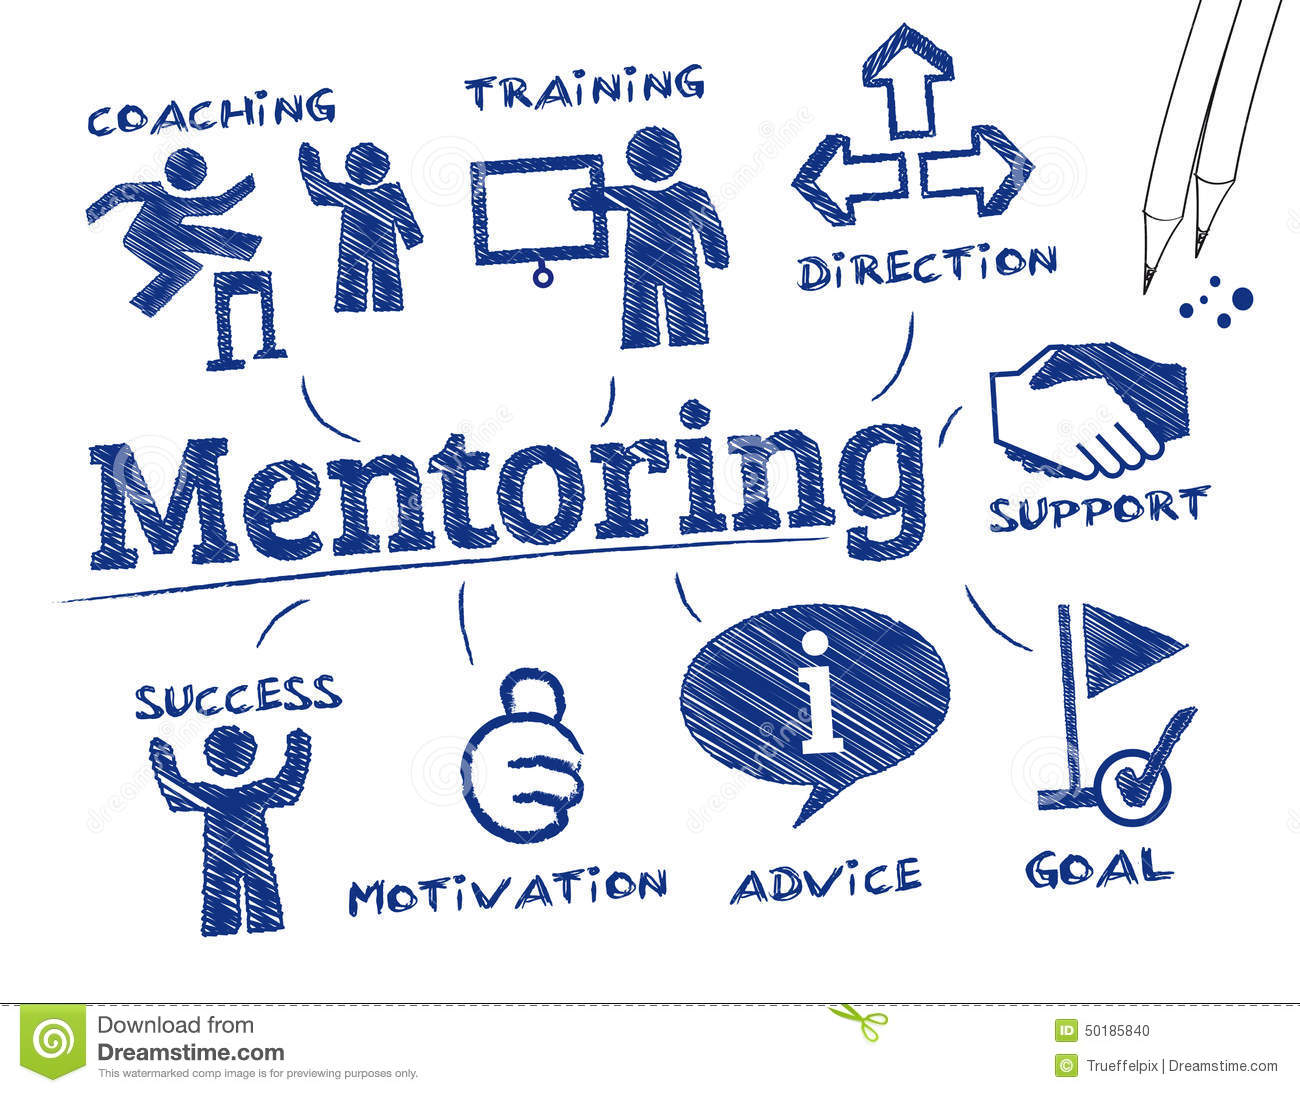 COACHING
TRAINING
DIRECTION
SUPPORT
Mentoring
SUCCESS
MOTIVATION
ADVICE
GOAL
i
Download from
Dreamstime.com
This watermarked comp image is for previewing purposes only.
ID 50185840
© Trueffelpix | Dreamstime.com
dreamstime